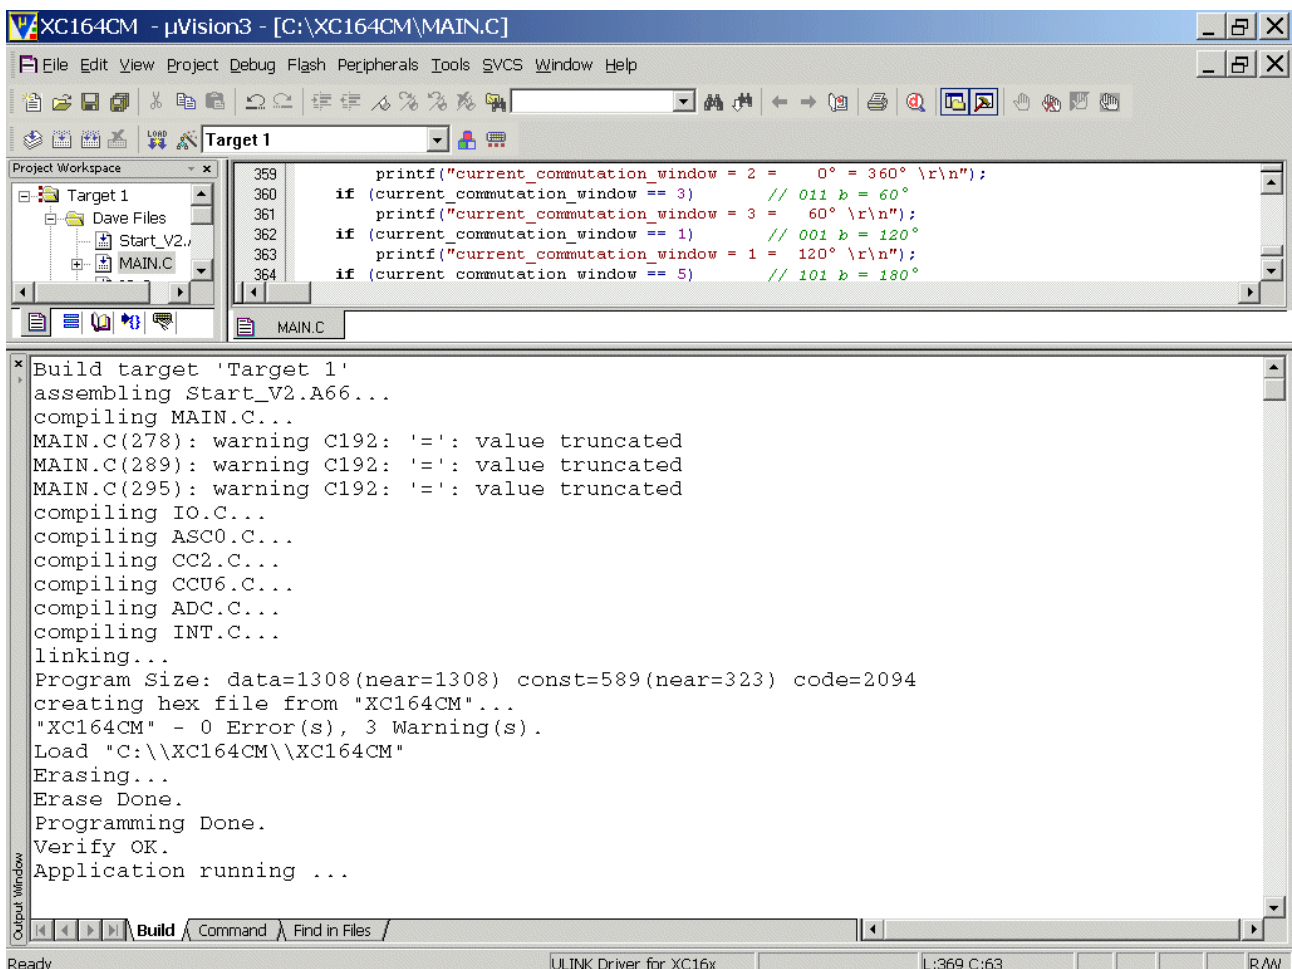 XC164CM - µVision3 - [C:\XC164CM\MAIN.C]
File Edit View Project Debug Flash Peripherals Tools SVCS Window Help
LOAD Target 1
Project Workspace
Target 1
Dave Files
Start_V2.
MAIN.C
359 printf("current_commutation_window = 2 = 0° = 360° \r\n");
360 if (current_commutation_window == 3) // 011 b = 60°
361 printf("current_commutation_window = 3 = 60° \r\n");
362 if (current_commutation_window == 1) // 001 b = 120°
363 printf("current_commutation_window = 1 = 120° \r\n");
364 if (current commutation window == 5) // 101 b = 180°
MAIN.C
Build target 'Target 1'
assembling Start_V2.A66...
compiling MAIN.C...
MAIN.C(278): warning C192: '=': value truncated
MAIN.C(289): warning C192: '=': value truncated
MAIN.C(295): warning C192: '=': value truncated
compiling IO.C...
compiling ASC0.C...
compiling CC2.C...
compiling CCU6.C...
compiling ADC.C...
compiling INT.C...
linking...
Program Size: data=1308(near=1308) const=589(near=323) code=2094
creating hex file from "XC164CM"...
"XC164CM" - 0 Error(s), 3 Warning(s).
Load "C:\\XC164CM\\XC164CM"
Erasing...
Erase Done.
Programming Done.
Verify OK.
Application running ...
Output Window
Build Command Find in Files
Ready ULINK Driver for XC16x L:369 C:63 R/W